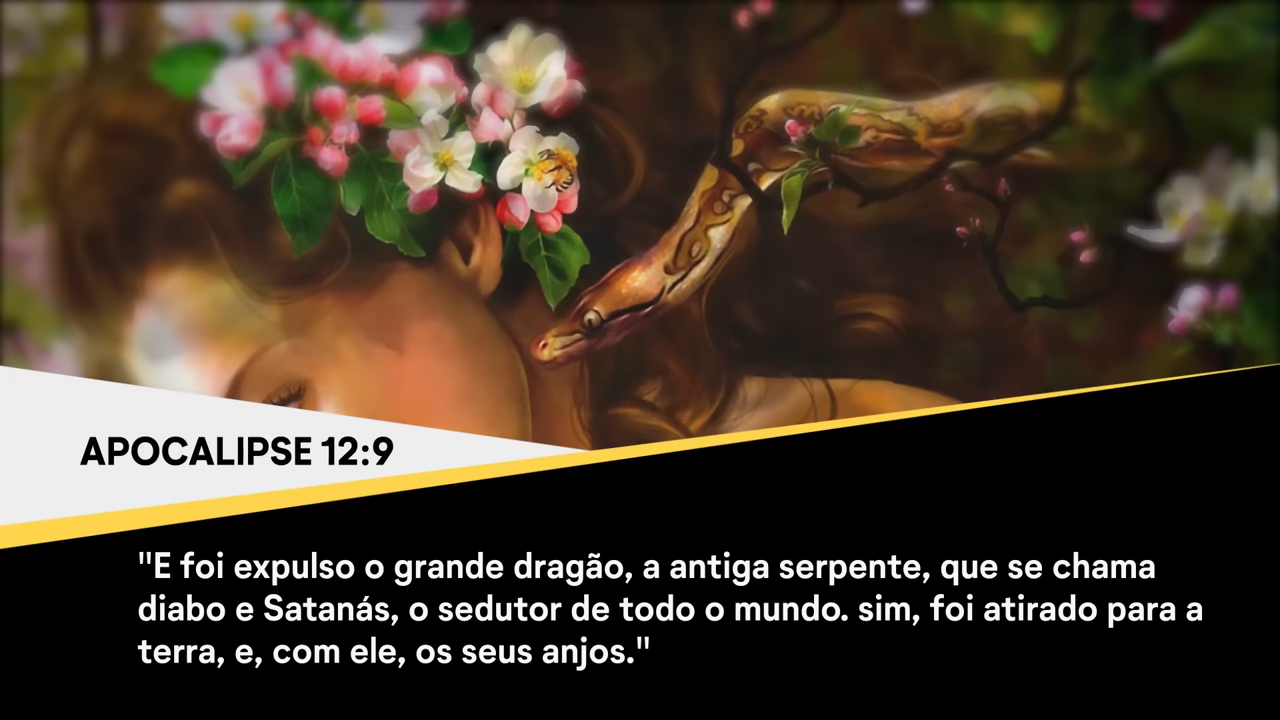 APOCALIPSE 12:9
"E foi expulso o grande dragão, a antiga serpente, que se chama
diabo e Satanás, o sedutor de todo o mundo. sim, foi atirado para a
terra, e, com ele, os seus anjos."